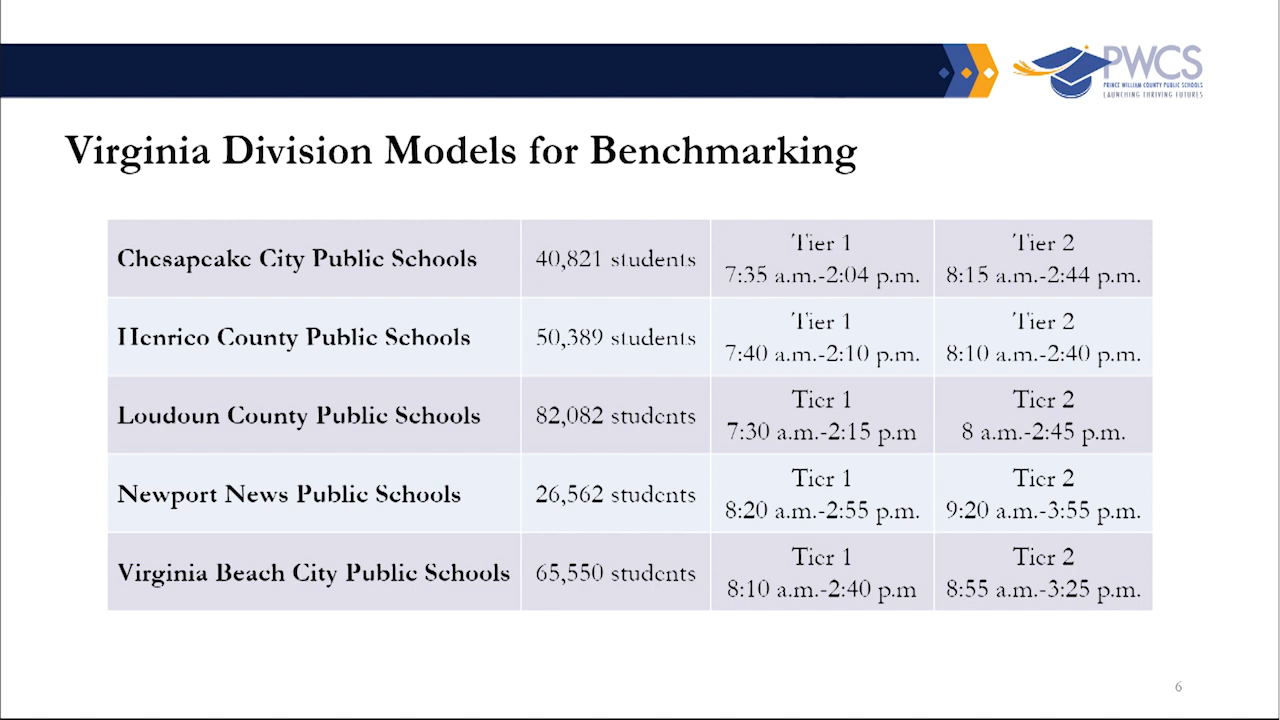 PWCS
PRINCE WILLIAM COUNTY PUBLIC SCHOOLS
LAUNCHING THRIVING FUTURES
Virginia Division Models for Benchmarking
Chesapeake City Public Schools
40,821 students
Tier 1
7:35 a.m.-2:04 p.m.
Tier 2
8:15 a.m.-2:44 p.m.
Henrico County Public Schools
50,389 students
Tier 1
7:40 a.m.-2:10 p.m.
Tier 2
8:10 a.m.-2:40 p.m.
Loudoun County Public Schools
82,082 students
Tier 1
7:30 a.m.-2:15 p.m
Tier 2
8 a.m.-2:45 p.m.
Newport News Public Schools
26,562 students
Tier 1
8:20 a.m.-2:55 p.m.
Tier 2
9:20 a.m.-3:55 p.m.
Virginia Beach City Public Schools
65,550 students
Tier 1
8:10 a.m.-2:40 p.m
Tier 2
8:55 a.m.-3:25 p.m.
6